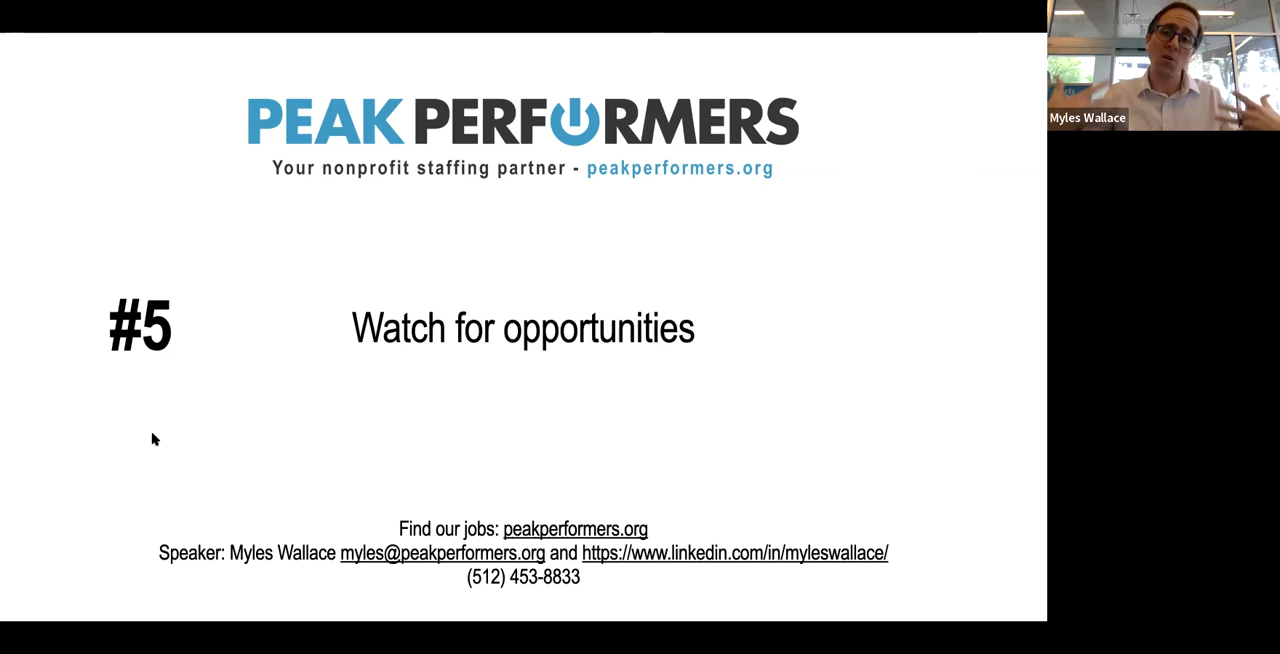 PEAK PERFORMERS
Your nonprofit staffing partner - peakperformers.org
#5
Watch for opportunities
Find our jobs: peakperformers.org
Speaker: Myles Wallace myles@peakperformers.org and https://www.linkedin.com/in/myleswallace/
(512) 453-8833
Myles Wallace